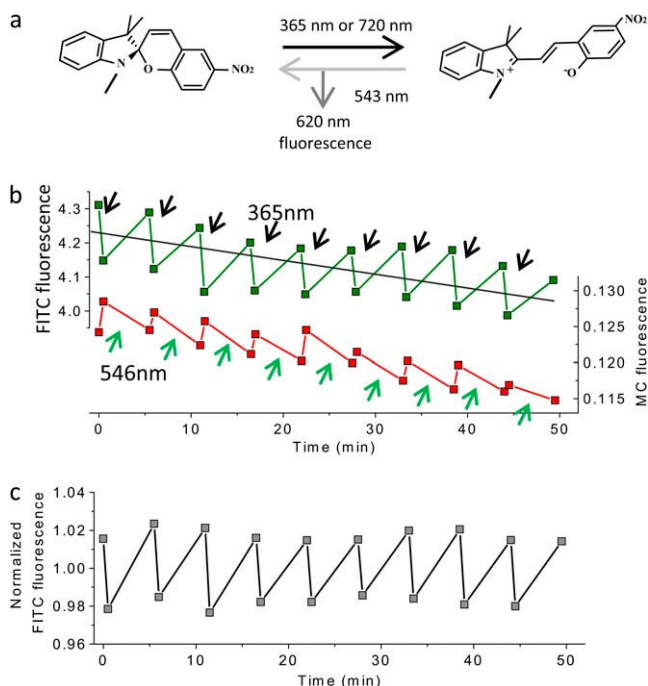 a
365 nm or 720 nm
N
O
NO₂
543 nm
620 nm
fluorescence
N⁺
⁻O
NO₂
b
FITC fluorescence
4.3
4.2
4.1
4.0
365nm
546nm
0.130
0.125
0.120
0.115
MC fluorescence
0 10 20 30 40 50
Time (min)
c
Normalized
FITC fluorescence
1.04
1.02
1.00
0.98
0.96
0 10 20 30 40 50
Time (min)